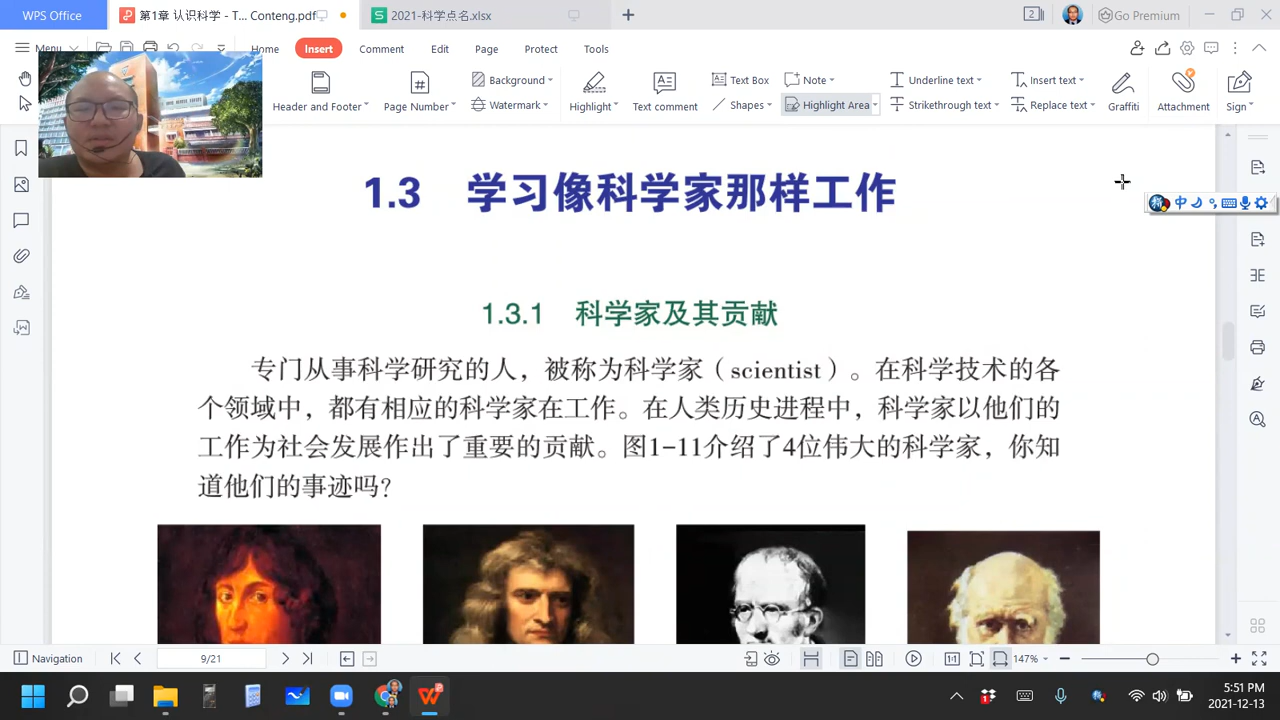 WPS Office
第1章 认识科学 - T... Conteng.pdf
2021-科学点名.xlsx
2
Go Premium
Menu
Home
Insert
Comment
Edit
Page
Protect
Tools
Header and Footer
Page Number
Background
Watermark
Highlight
Text comment
Text Box
Note
Highlight Area
Underline text
Strikethrough text
Insert text
Replace text
Graffiti
Attachment
Sign
中
1.3 学习像科学家那样工作
1.3.1 科学家及其贡献
专门从事科学研究的人，被称为科学家（scientist）。在科学技术的各
个领域中，都有相应的科学家在工作。在人类历史进程中，科学家以他们的
工作为社会发展作出了重要的贡献。图1-11介绍了4位伟大的科学家，你知
道他们的事迹吗？
Navigation
9/21
147%
5:51 PM
2021-12-13